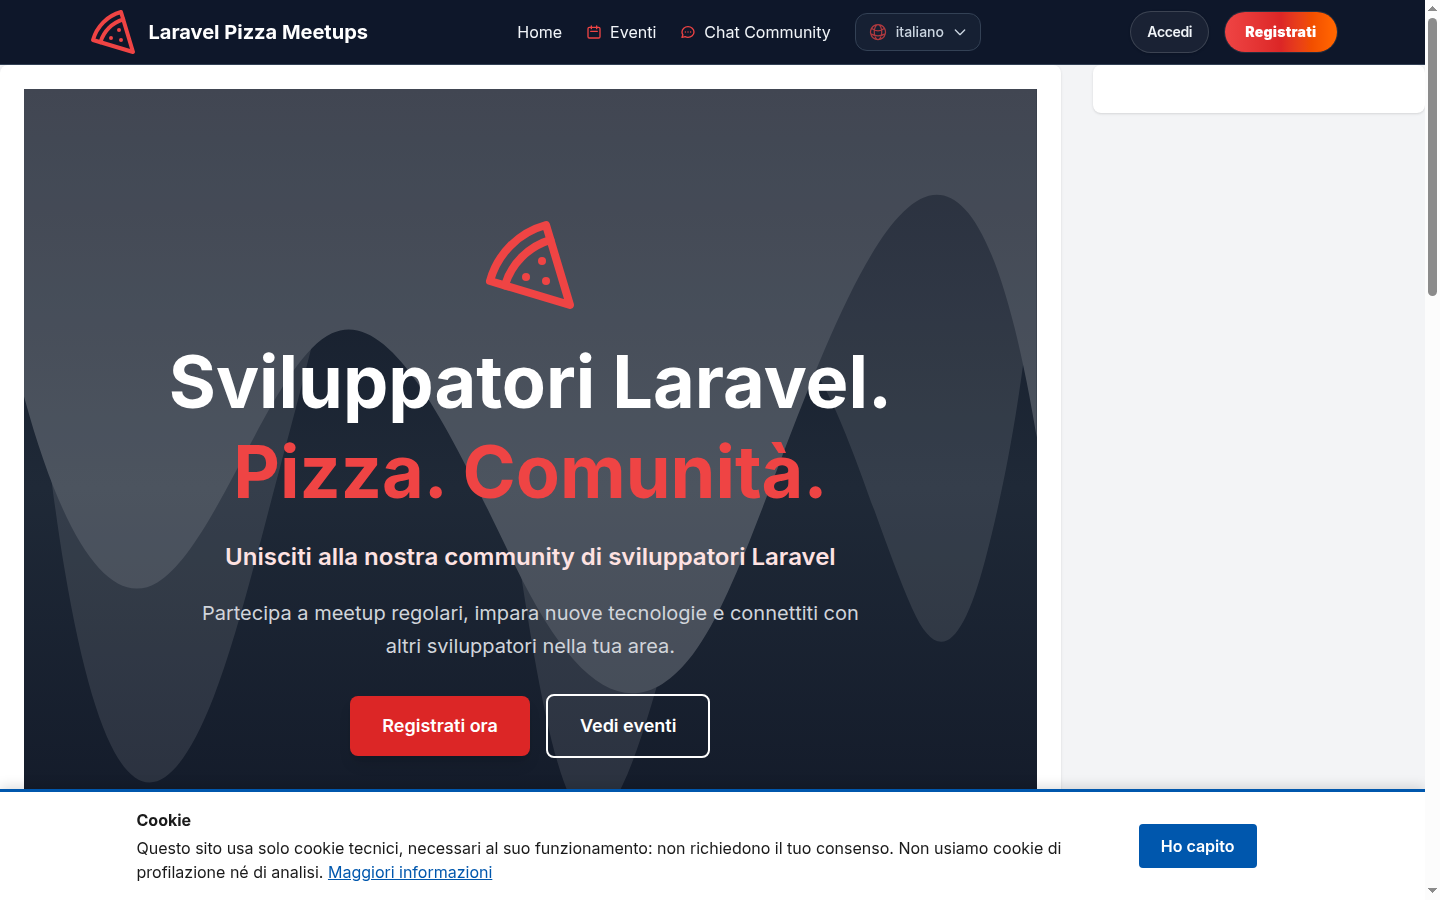 Laravel Pizza Meetups
Home
Eventi
Chat Community
italiano
Accedi
Registrati
Sviluppatori Laravel.
Pizza. Comunità.
Unisciti alla nostra community di sviluppatori Laravel
Partecipa a meetup regolari, impara nuove tecnologie e connettiti con
altri sviluppatori nella tua area.
Registrati ora
Vedi eventi
Cookie
Questo sito usa solo cookie tecnici, necessari al suo funzionamento: non richiedono il tuo consenso. Non usiamo cookie di
profilazione né di analisi. Maggiori informazioni
Ho capito